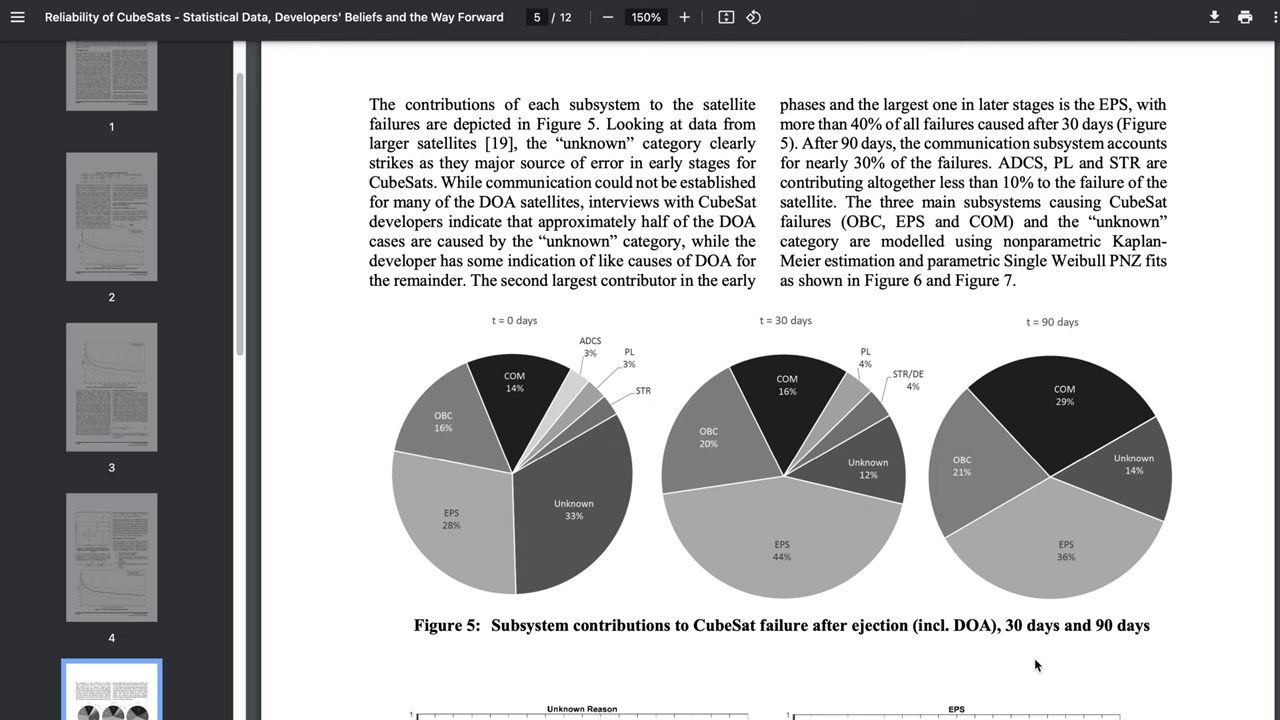 Reliability of CubeSats - Statistical Data, Developers' Beliefs and the Way Forward
5 / 12
150%
1
2
3
4
The contributions of each subsystem to the satellite
failures are depicted in Figure 5. Looking at data from
larger satellites [19], the “unknown” category clearly
strikes as they major source of error in early stages for
CubeSats. While communication could not be established
for many of the DOA satellites, interviews with CubeSat
developers indicate that approximately half of the DOA
cases are caused by the “unknown” category, while the
developer has some indication of like causes of DOA for
the remainder. The second largest contributor in the early
phases and the largest one in later stages is the EPS, with
more than 40% of all failures caused after 30 days (Figure
5). After 90 days, the communication subsystem accounts
for nearly 30% of the failures. ADCS, PL and STR are
contributing altogether less than 10% to the failure of the
satellite. The three main subsystems causing CubeSat
failures (OBC, EPS and COM) and the “unknown”
category are modelled using nonparametric Kaplan-
Meier estimation and parametric Single Weibull PNZ fits
as shown in Figure 6 and Figure 7.
t = 0 days
ADCS
3%
PL
3%
STR
COM
14%
OBC
16%
EPS
28%
Unknown
33%
t = 30 days
PL
4%
STR/DE
4%
COM
16%
OBC
20%
Unknown
12%
EPS
44%
t = 90 days
COM
29%
OBC
21%
Unknown
14%
EPS
36%
Figure 5: Subsystem contributions to CubeSat failure after ejection (incl. DOA), 30 days and 90 days
Unknown Reason
1
EPS
1